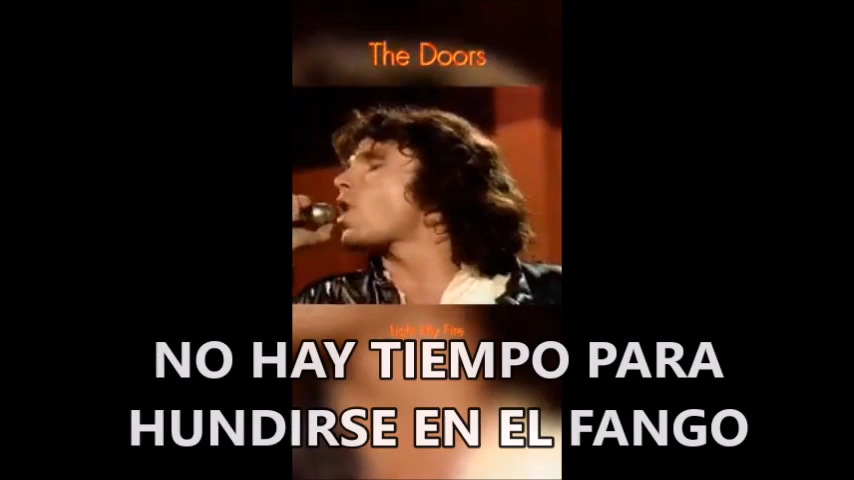 The Doors
Light My Fire
NO HAY TIEMPO PARA
HUNDIRSE EN EL FANGO